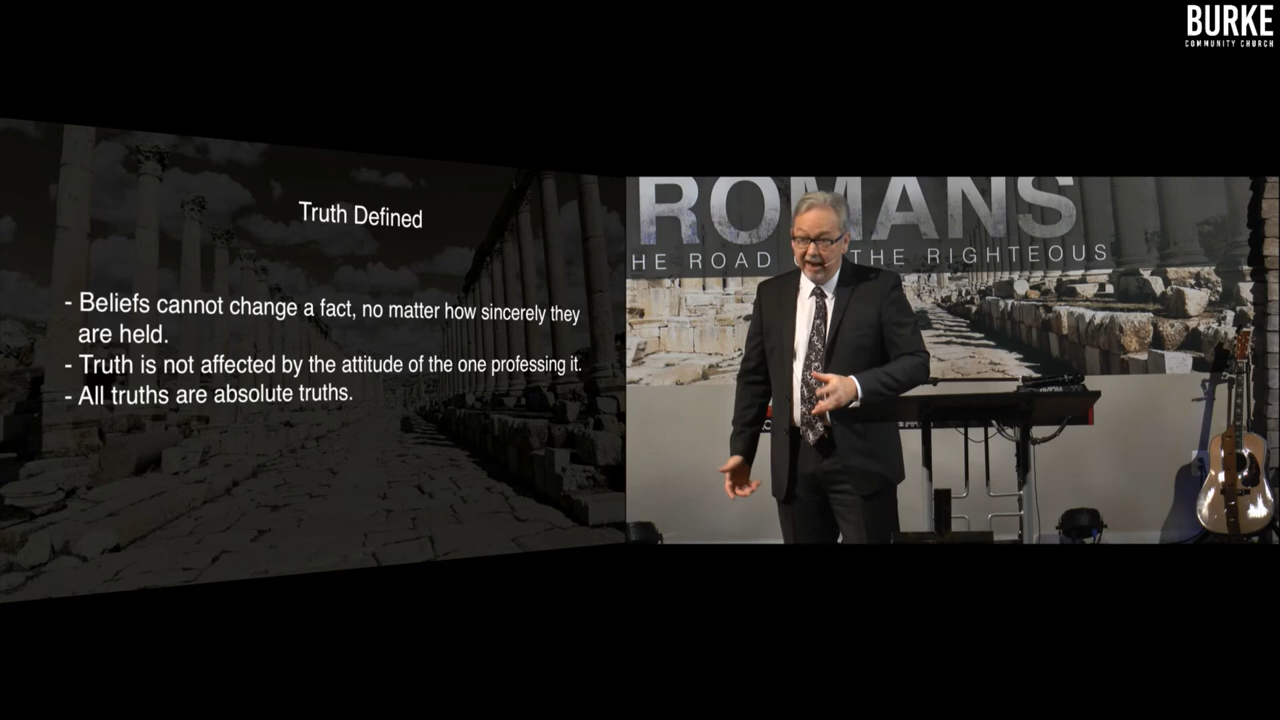 BURKE
COMMUNITY CHURCH
Truth Defined
- Beliefs cannot change a fact, no matter how sincerely they
are held.
- Truth is not affected by the attitude of the one professing it.
- All truths are absolute truths.
ROMANS
HE ROAD THE RIGHTEOUS